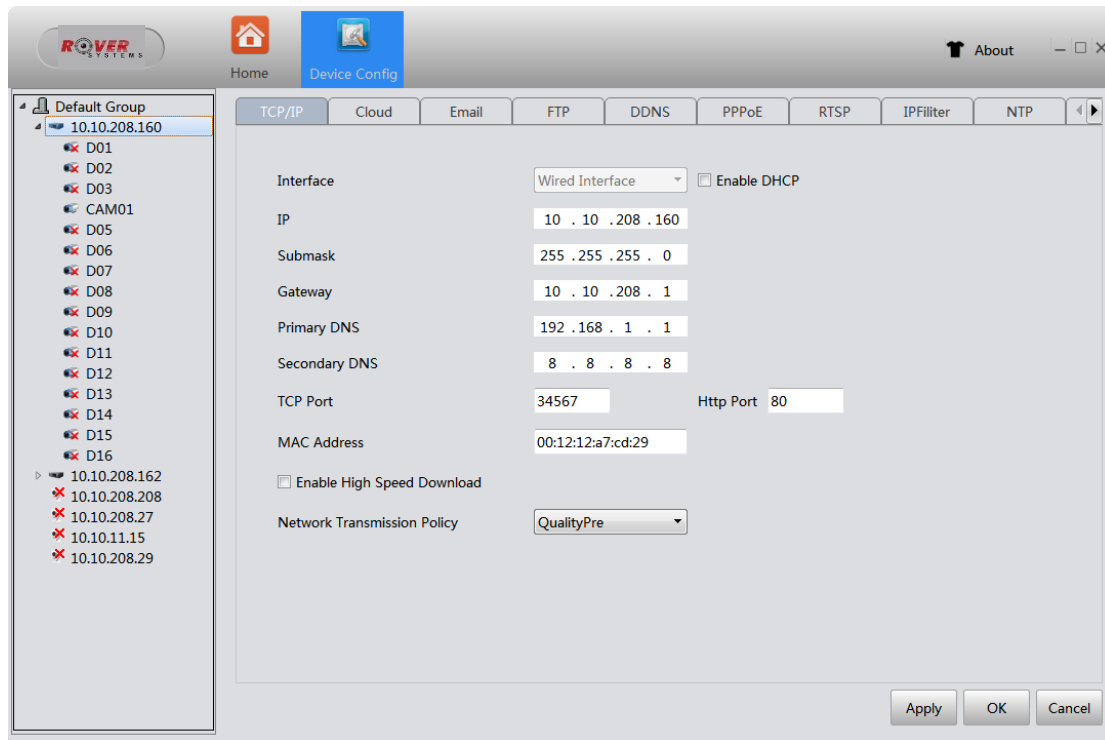 ROVER
SYSTEMS
Home
Device Config
About
Default Group
10.10.208.160
D01
D02
D03
CAM01
D05
D06
D07
D08
D09
D10
D11
D12
D13
D14
D15
D16
10.10.208.162
10.10.208.208
10.10.208.27
10.10.11.15
10.10.208.29
TCP/IP Cloud Email FTP DDNS PPPoE RTSP IPFiliter NTP
Interface Wired Interface Enable DHCP
IP 10 . 10 . 208 . 160
Submask 255 . 255 . 255 . 0
Gateway 10 . 10 . 208 . 1
Primary DNS 192 . 168 . 1 . 1
Secondary DNS 8 . 8 . 8 . 8
TCP Port 34567 Http Port 80
MAC Address 00:12:12:a7:cd:29
Enable High Speed Download
Network Transmission Policy QualityPre
Apply OK Cancel